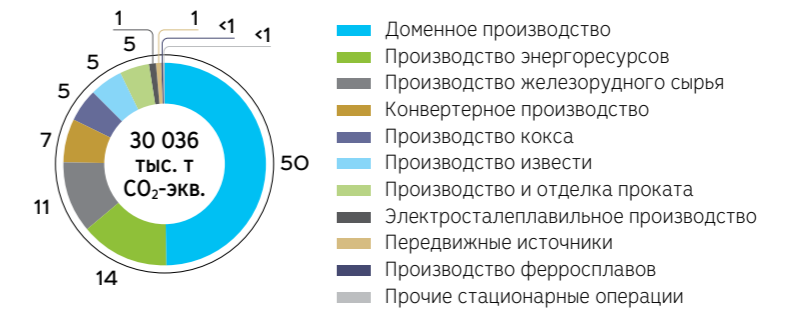 1
1
<1
<1
5
5
5
7
11
14
50
30 036
тыс. т
CO₂-экв.
Доменное производство
Производство энергоресурсов
Производство железорудного сырья
Конвертерное производство
Производство кокса
Производство извести
Производство и отделка проката
Электросталеплавильное производство
Передвижные источники
Производство ферросплавов
Прочие стационарные операции